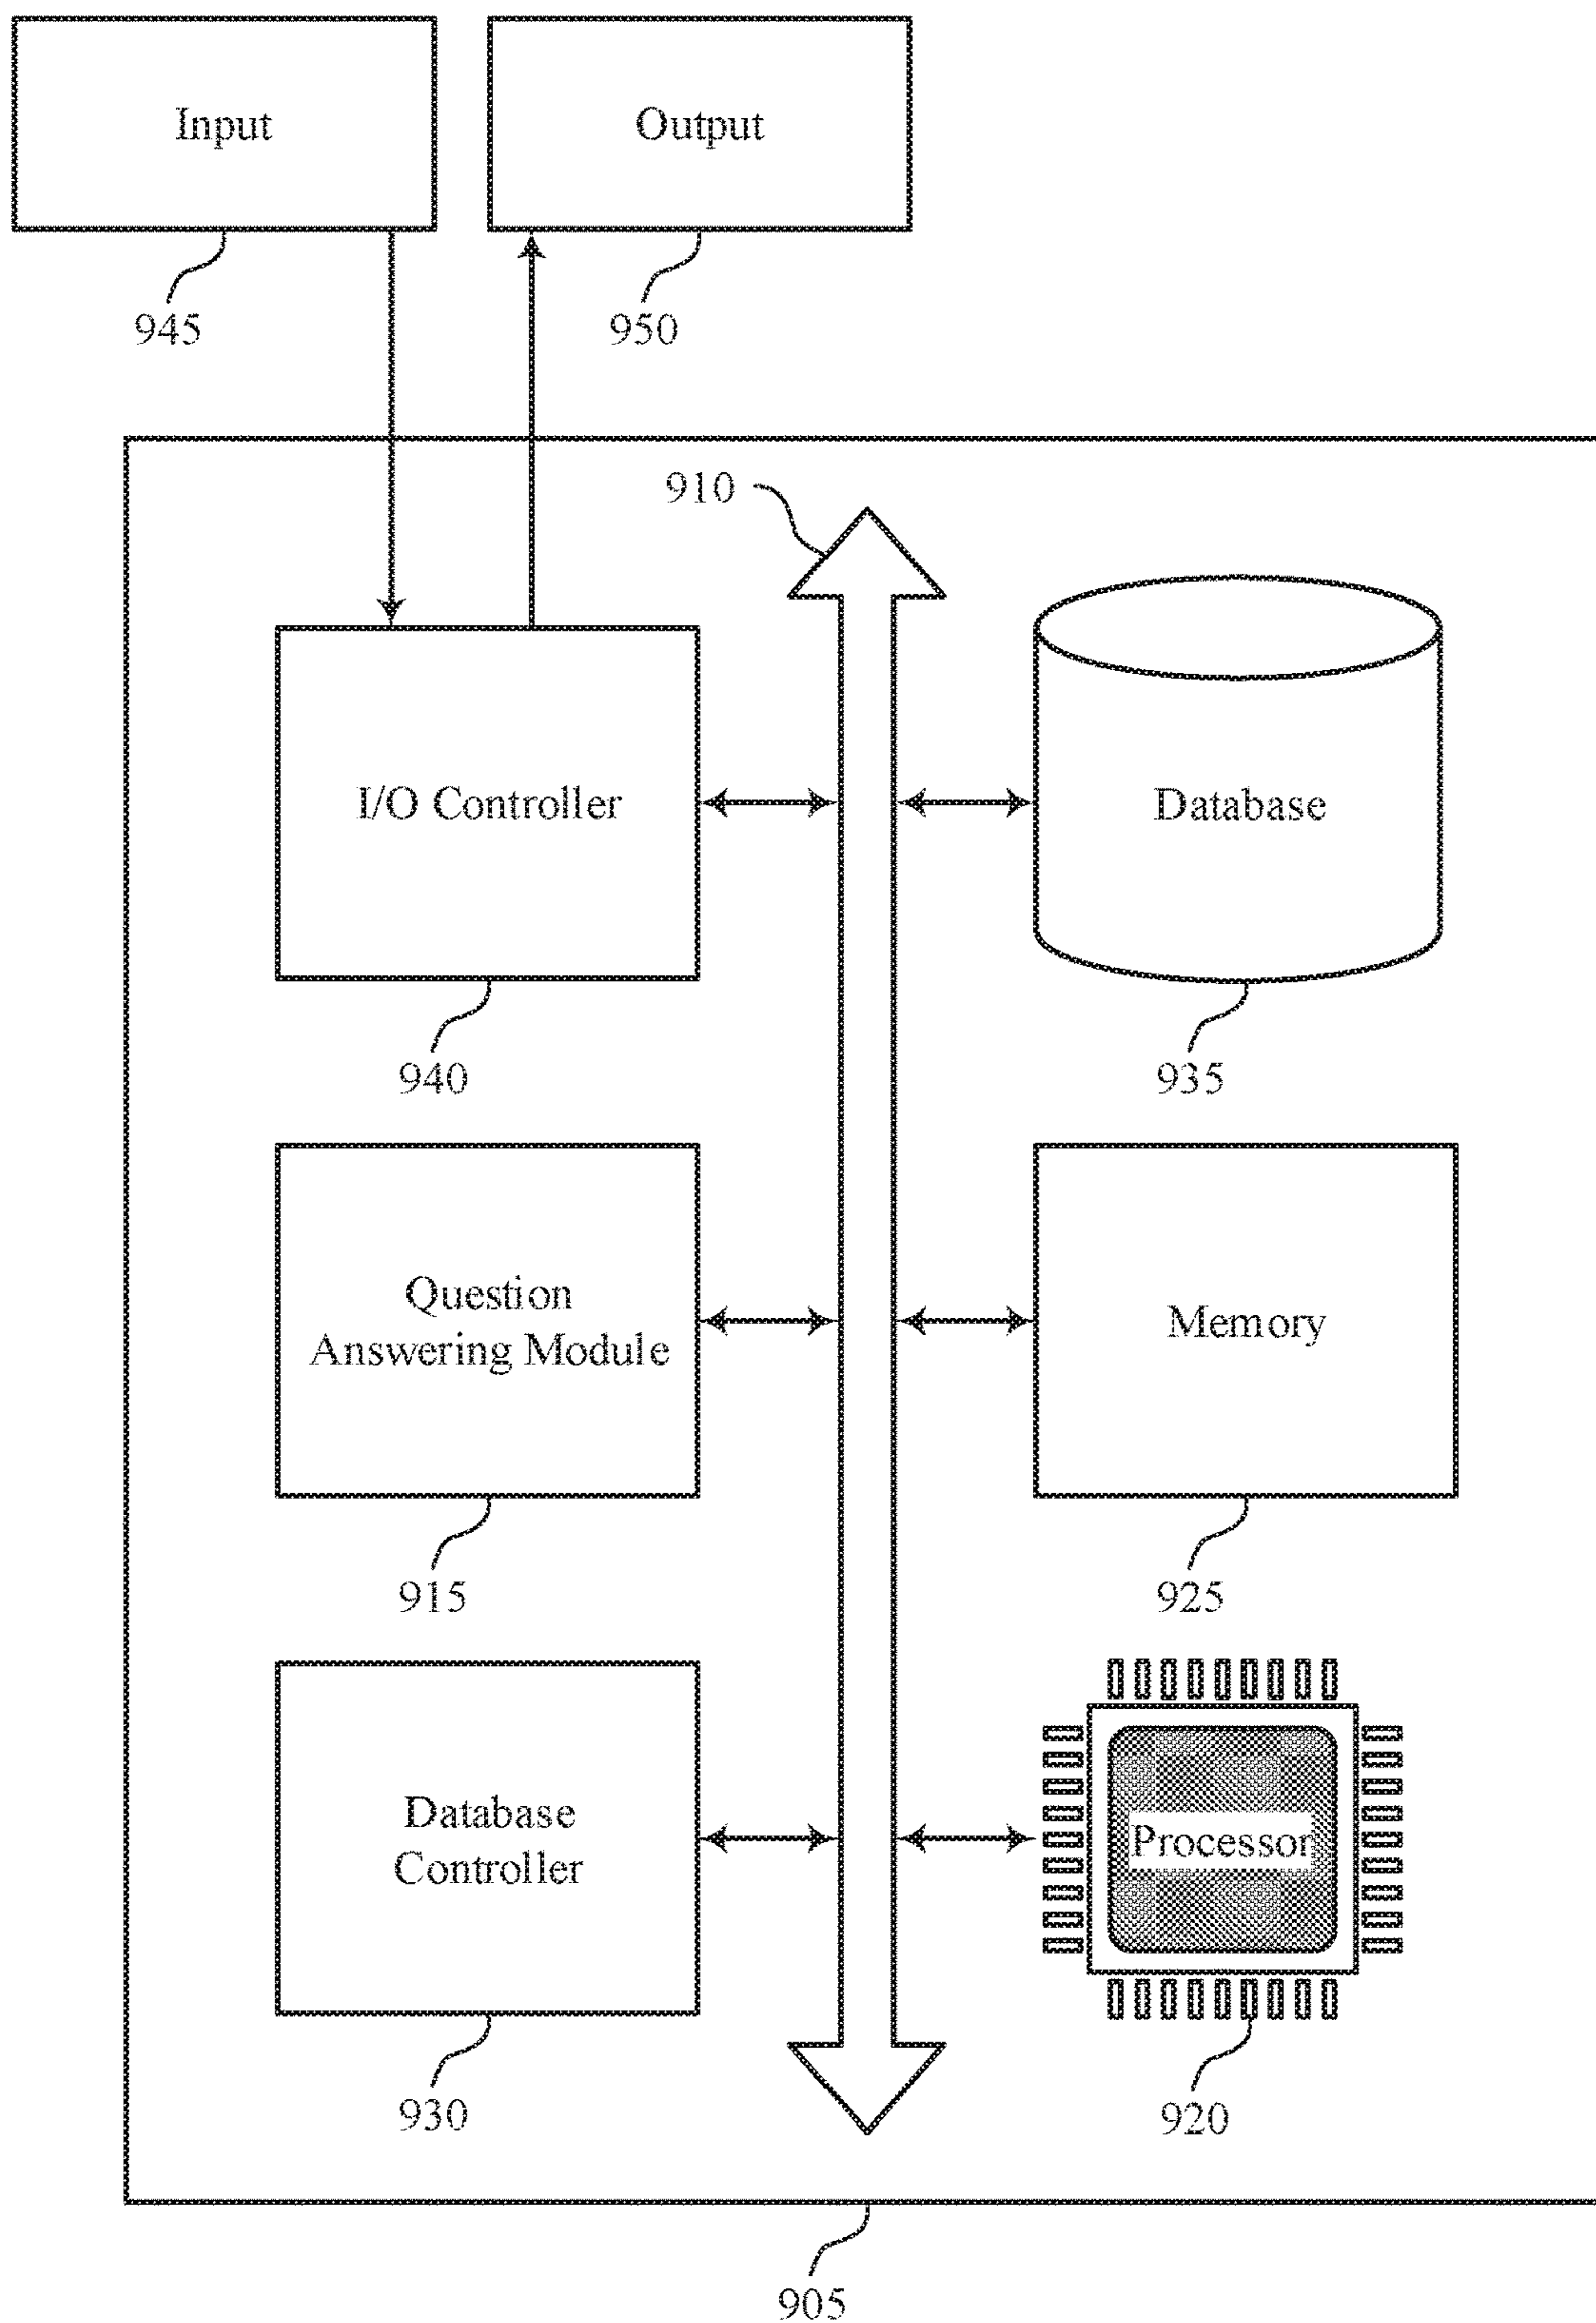 Input
Output
945
950
910
I/O Controller
Database
940
935
Question
Answering Module
Memory
915
925
Database
Controller
Processor
930
920
905